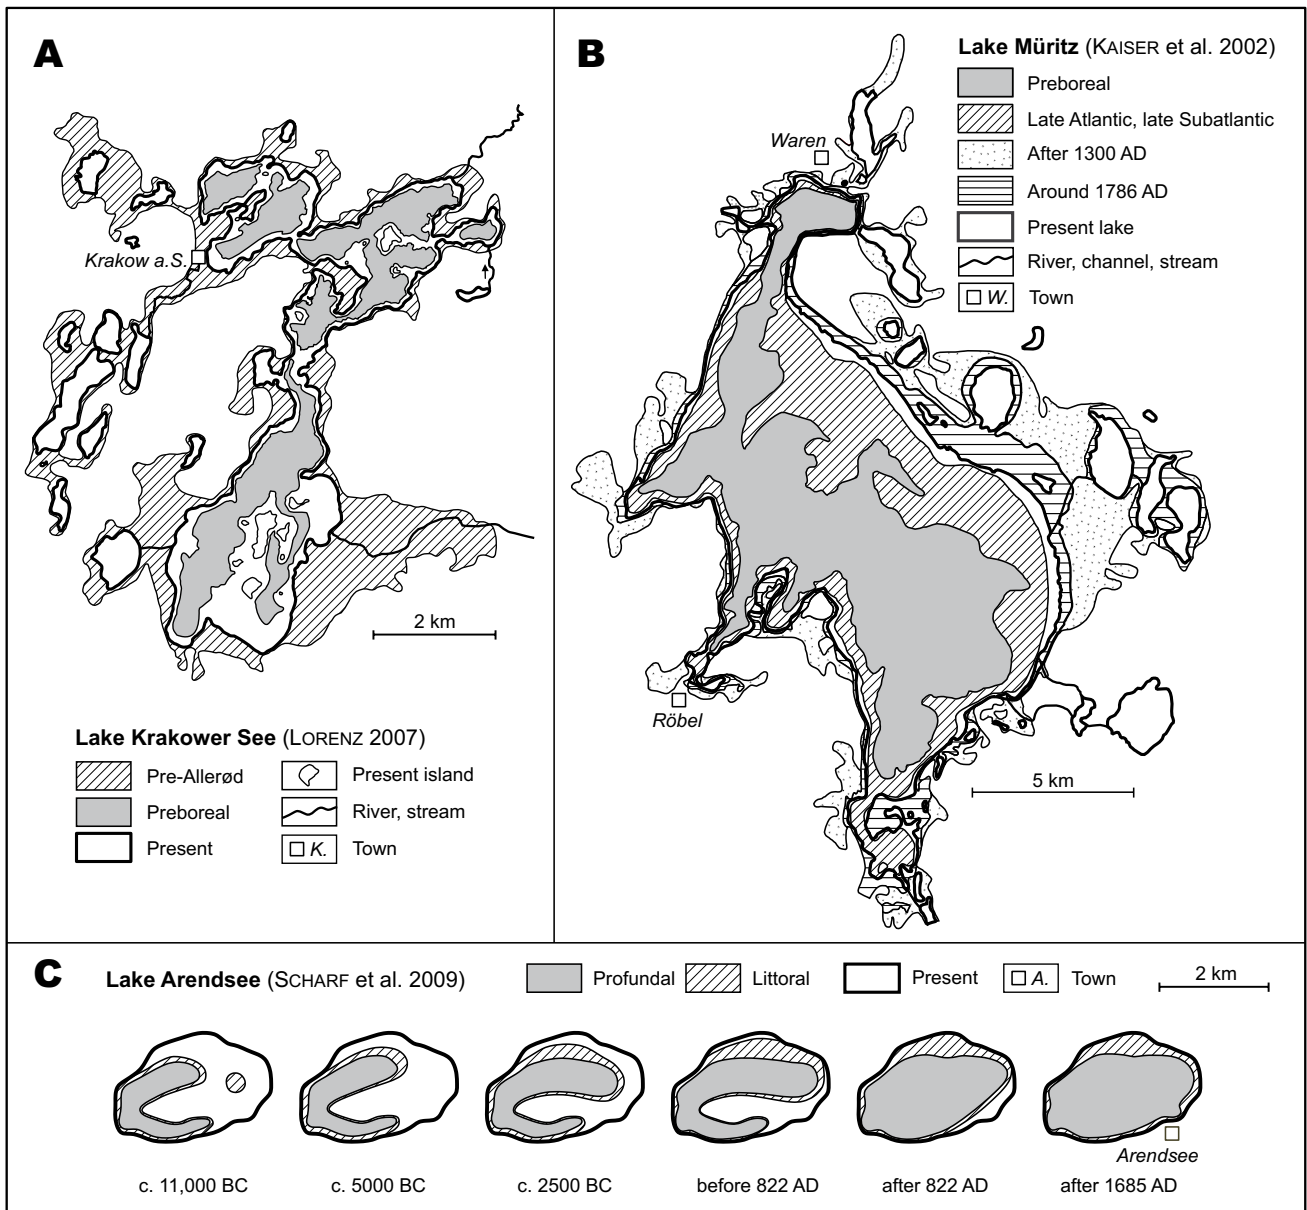 A
Krakow a.S.
2 km
Lake Krakower See (LORENZ 2007)
Pre-Allerød
Preboreal
Present
Present island
River, stream
K.
Town
B
Lake Müritz (KAISER et al. 2002)
Preboreal
Late Atlantic, late Subatlantic
After 1300 AD
Around 1786 AD
Present lake
River, channel, stream
W.
Town
Waren
Röbel
5 km
C
Lake Arendsee (SCHARF et al. 2009)
Profundal
Littoral
Present
A.
Town
2 km
Arendsee
c. 11,000 BC
c. 5000 BC
c. 2500 BC
before 822 AD
after 822 AD
after 1685 AD